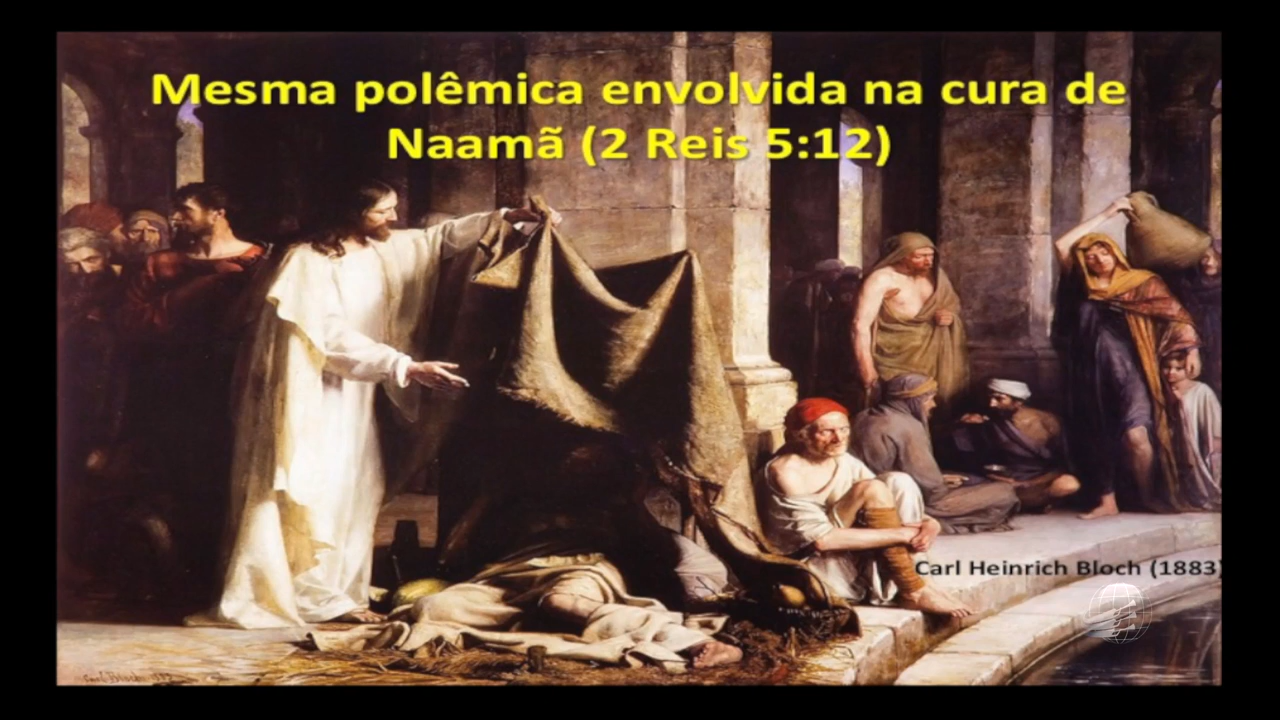 Mesma polêmica envolvida na cura de
Naamã (2 Reis 5:12)
Carl Heinrich Bloch (1883)